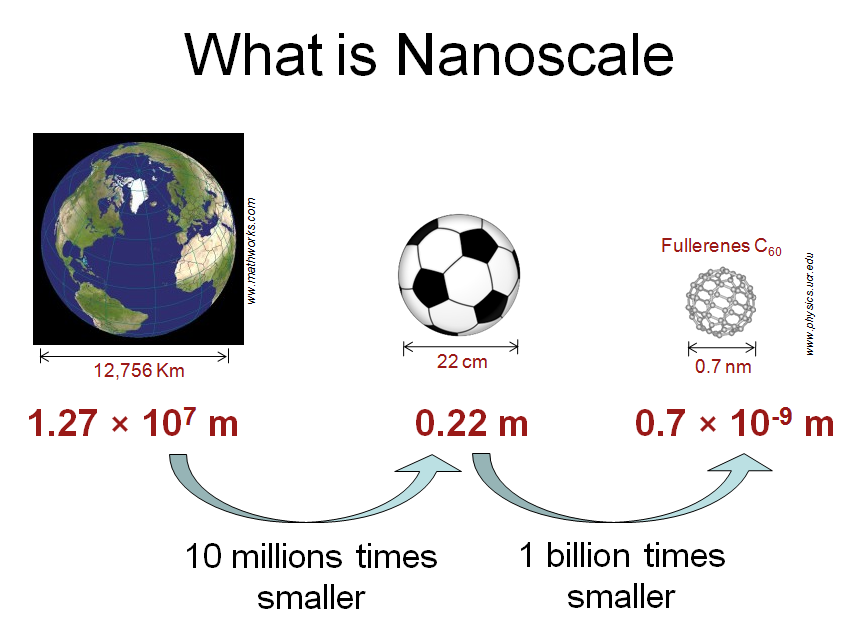 What is Nanoscale
ww.mathworks.com
Fullerenes C₆₀
www.physics.ucr.edu
12,756 Km
22 cm
0.7 nm
1.27 × 10⁷ m
0.22 m
0.7 × 10⁻⁹ m
10 millions times
smaller
1 billion times
smaller